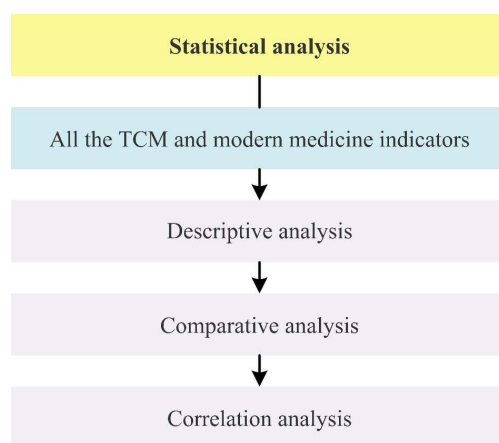 Statistical analysis
All the TCM and modern medicine indicators
Descriptive analysis
Comparative analysis
Correlation analysis